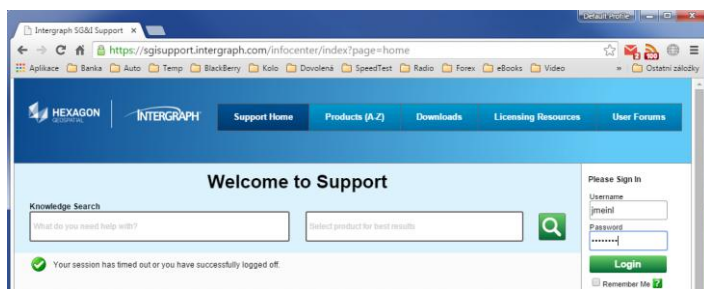 Default Profile
Intergraph SG&I Support
https://sgisupport.intergraph.com/infocenter/index?page=home
Aplikace Banka Auto Temp BlackBerry Kolo Dovolená SpeedTest Radio Forex eBooks Video » Ostatní záložky
HEXAGON GEOSPATIAL INTERGRAPH Support Home Products (A-Z) Downloads Licensing Resources User Forums
Welcome to Support
Knowledge Search
What do you need help with? Select product for best results
Your session has timed out or you have successfully logged off.
Please Sign In
Username
jmeinl
Password
••••••••
Login
Remember Me ?